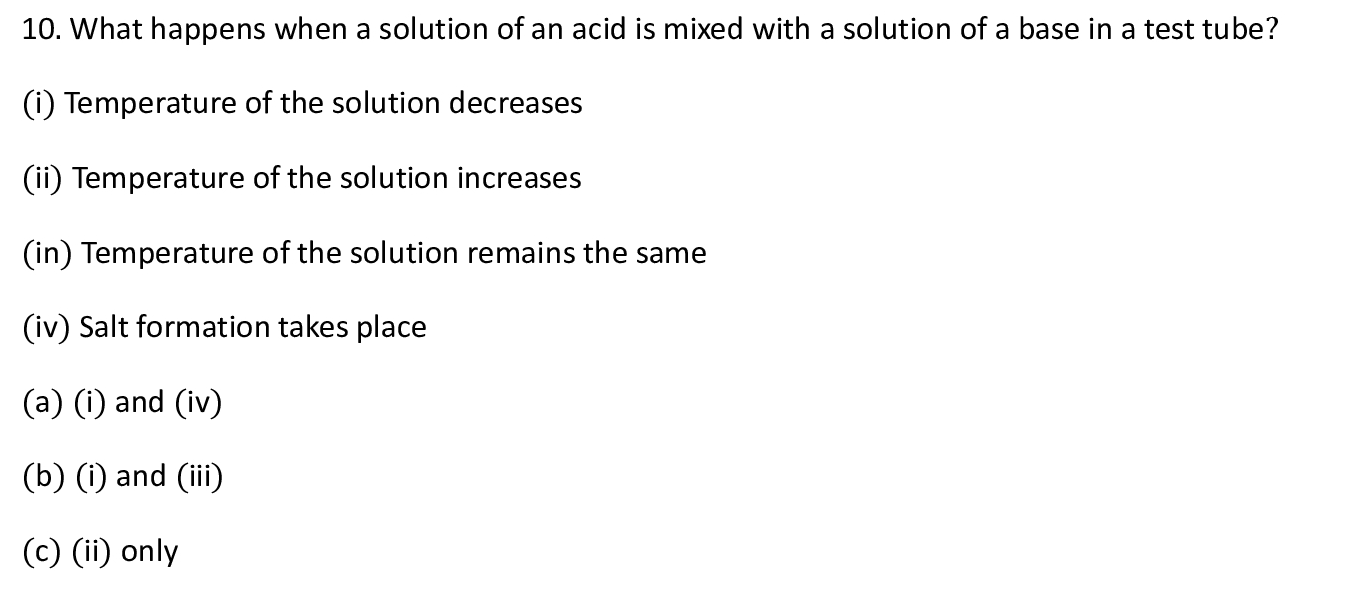 10. What happens when a solution of an acid is mixed with a solution of a base in a test tube?
(i) Temperature of the solution decreases
(ii) Temperature of the solution increases
(in) Temperature of the solution remains the same
(iv) Salt formation takes place
(a) (i) and (iv)
(b) (i) and (iii)
(c) (ii) only